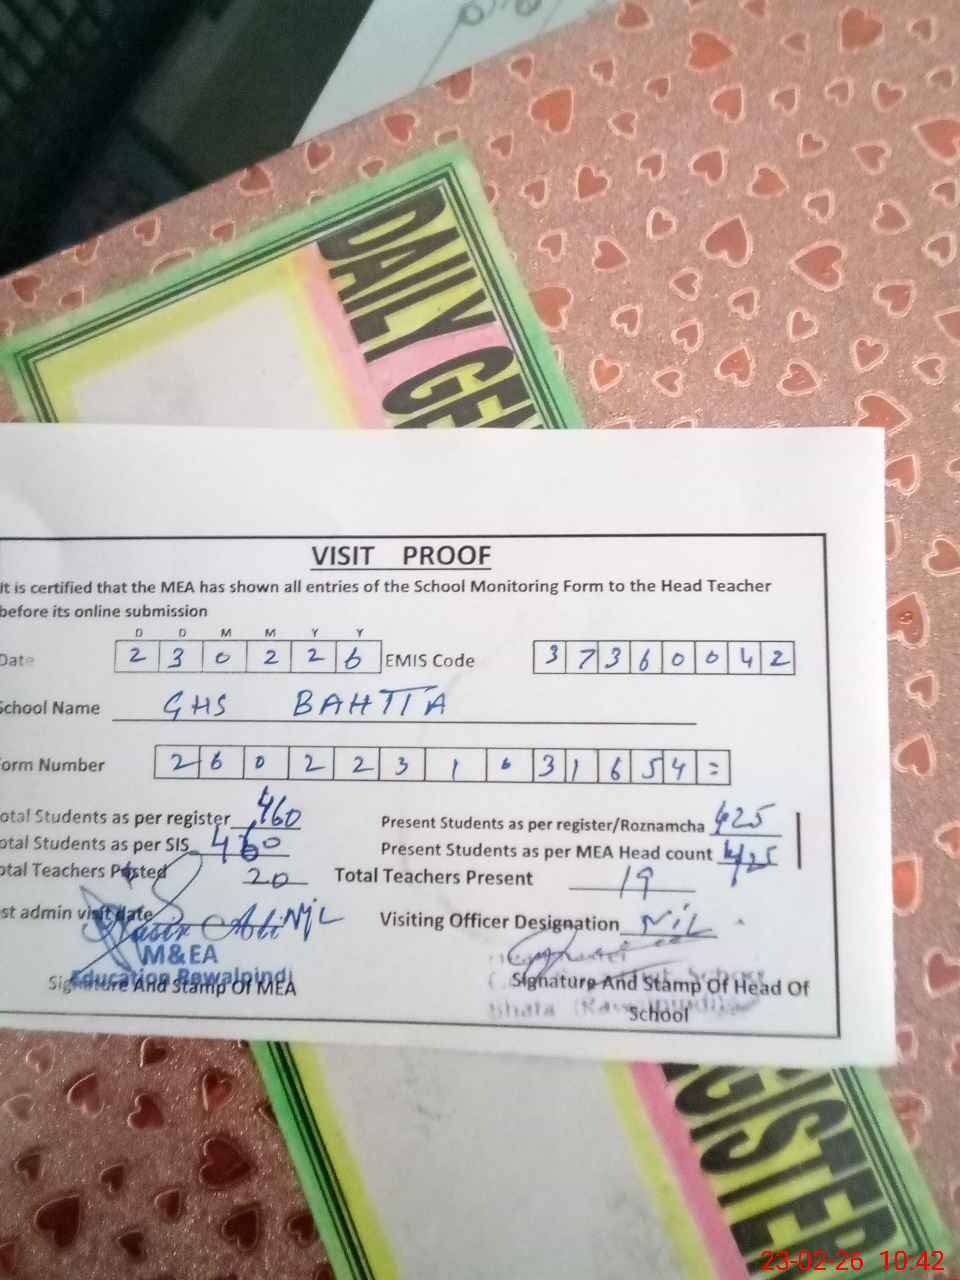 DAILY GE
VISIT PROOF
It is certified that the MEA has shown all entries of the School Monitoring Form to the Head Teacher
before its online submission
D D M M Y Y
Date 2 3 0 2 2 6 EMIS Code 3 7 3 6 0 0 4 2
School Name GHS BAHTTA
Form Number 2 6 0 2 2 3 1 0 3 1 6 5 4 =
Total Students as per register 460 Present Students as per register/Roznamcha 425
Total Students as per SIS 460 Present Students as per MEA Head count 425
Total Teachers Posted 20 Total Teachers Present 19
st admin visit date NiL Visiting Officer Designation NiL
Nasir Ali
M&EA
Education Rawalpindi
Signature And Stamp Of MEA Signature And Stamp Of Head Of
School
GISTER
23-02-26 10:42